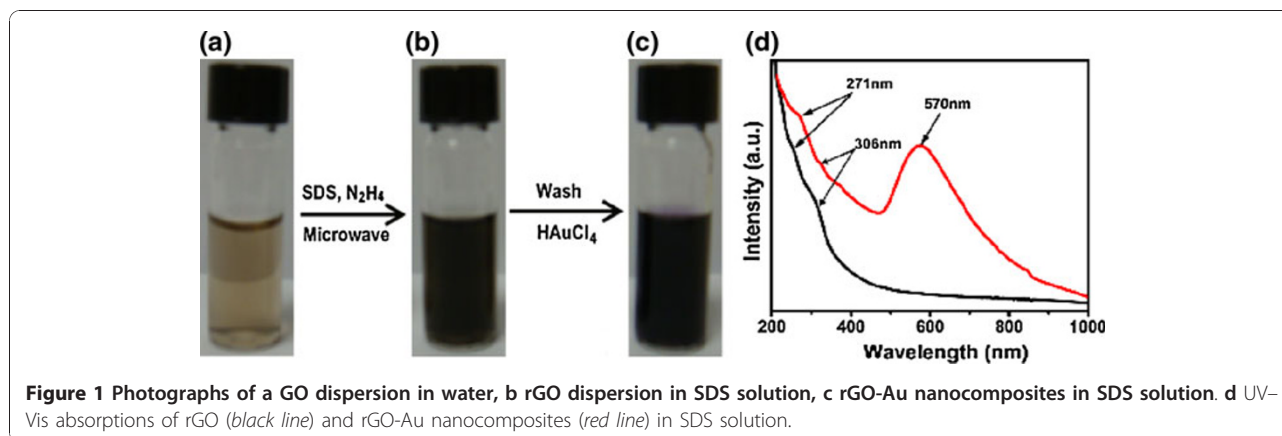 (a) (b) (c) (d)
SDS, N₂H₄
Microwave
Wash
HAuCl₄
271nm
306nm
570nm
Intensity (a.u.)
200 400 600 800 1000
Wavelength (nm)
Figure 1 Photographs of a GO dispersion in water, b rGO dispersion in SDS solution, c rGO-Au nanocomposites in SDS solution. d UV–
Vis absorptions of rGO (black line) and rGO-Au nanocomposites (red line) in SDS solution.